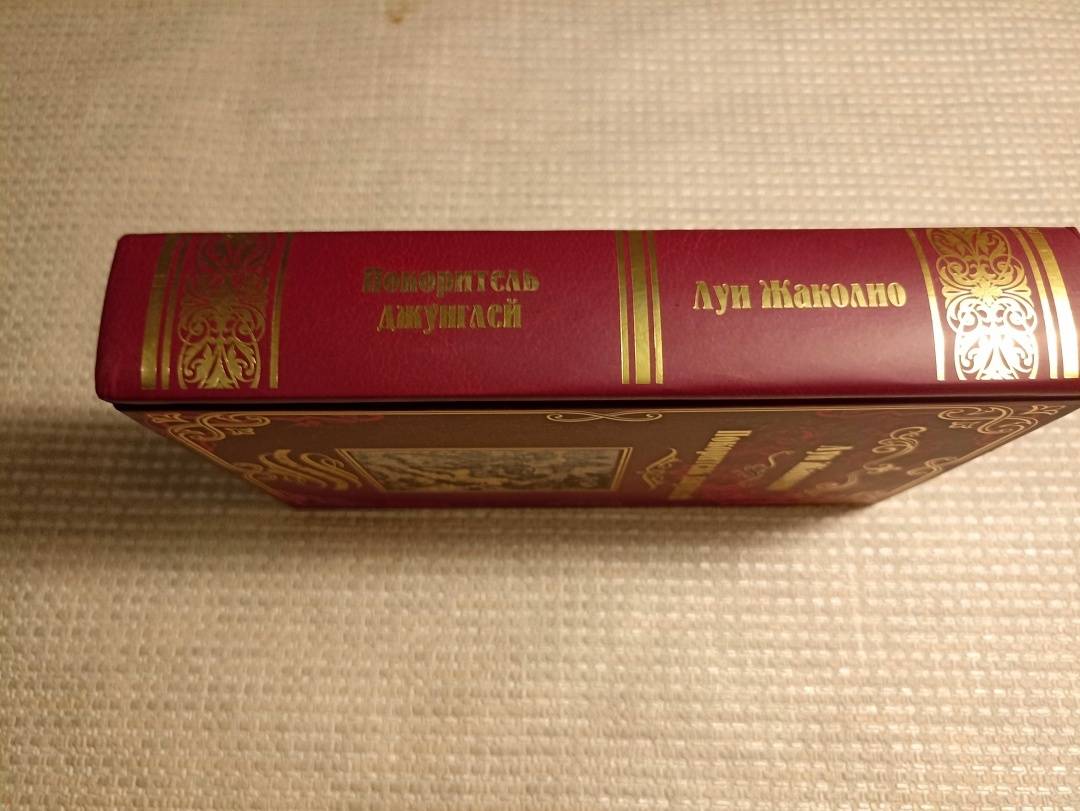 Покоритель
джунглей
Луи Жаколио